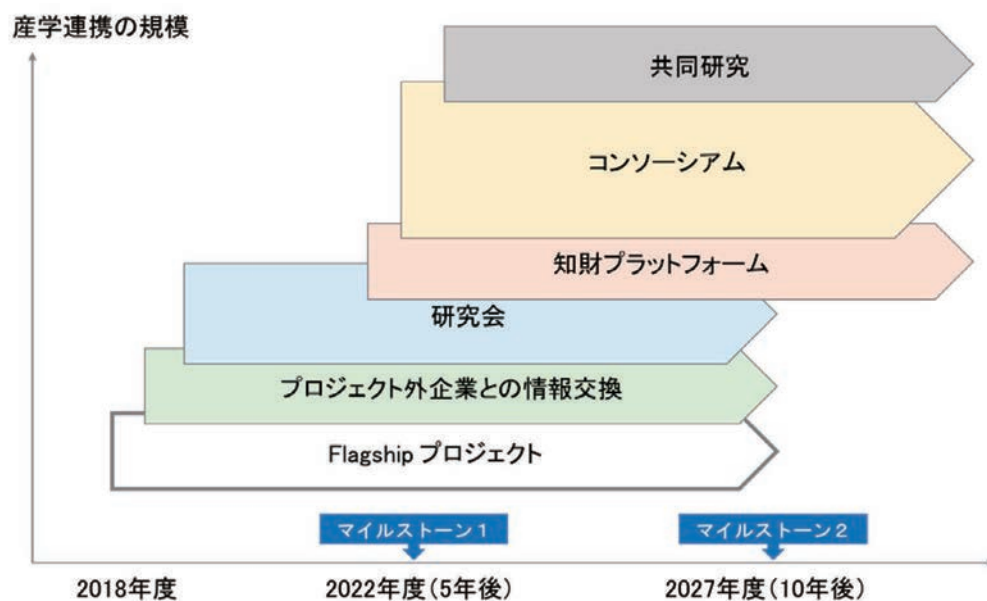 産学連携の規模
共同研究
コンソーシアム
知財プラットフォーム
研究会
プロジェクト外企業との情報交換
Flagship プロジェクト
マイルストーン1
マイルストーン2
2018年度
2022年度(5年後)
2027年度(10年後)